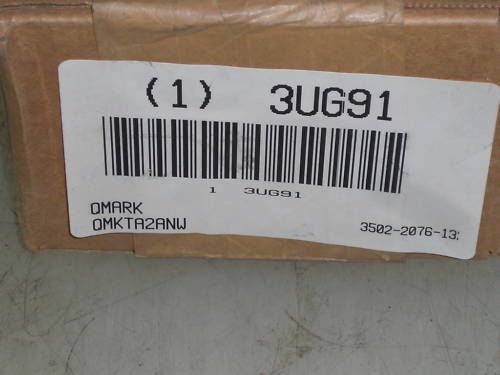 (1) 3UG91
1 3UG91
QMARK
QMKTA2ANW
3502-2076-13